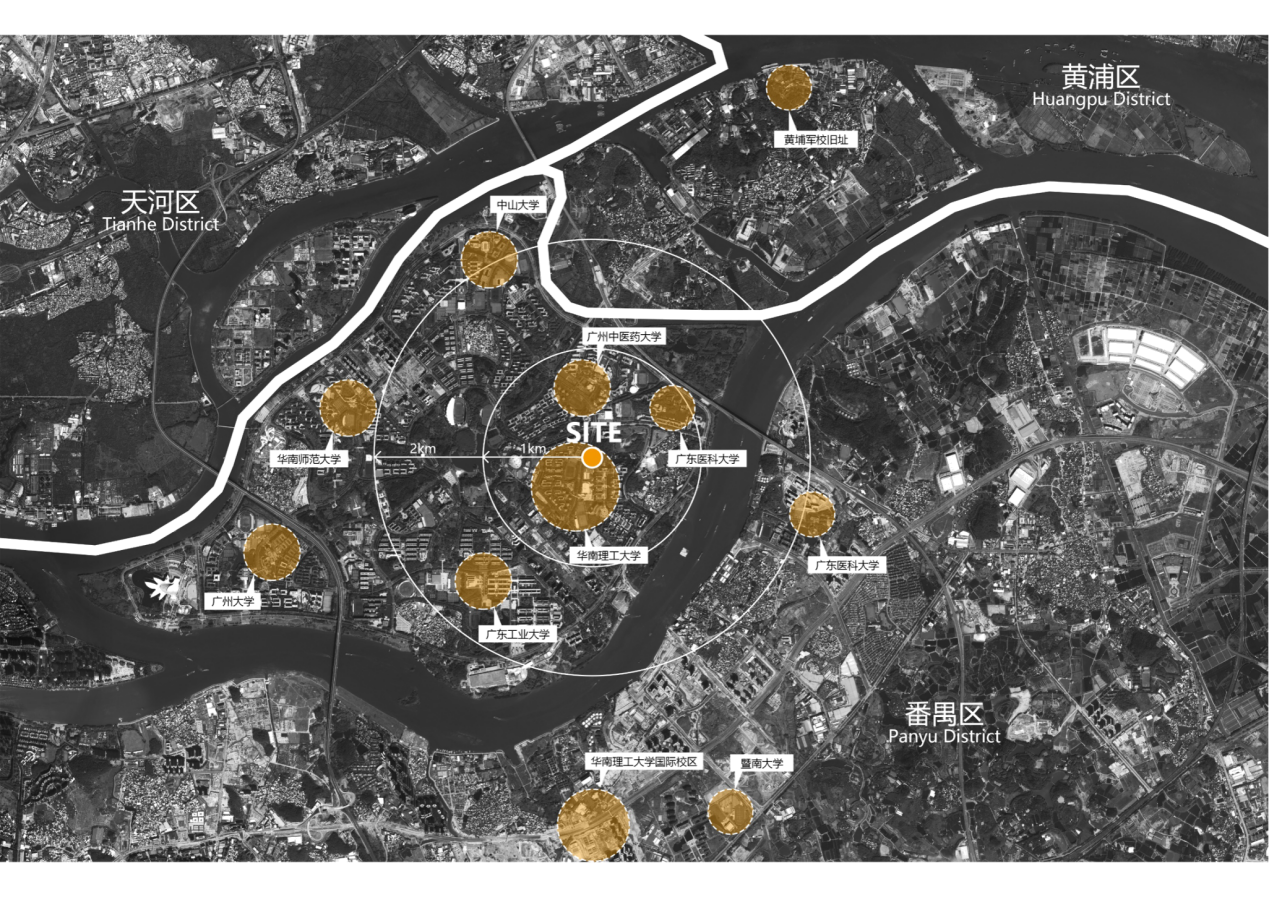 黄浦区
Huangpu District
黄埔军校旧址
天河区
Tianhe District
中山大学
广州中医药大学
SITE
2km
1km
华南师范大学
广东医科大学
华南理工大学
广东医科大学
广州大学
广东工业大学
番禺区
Panyu District
华南理工大学国际校区
暨南大学